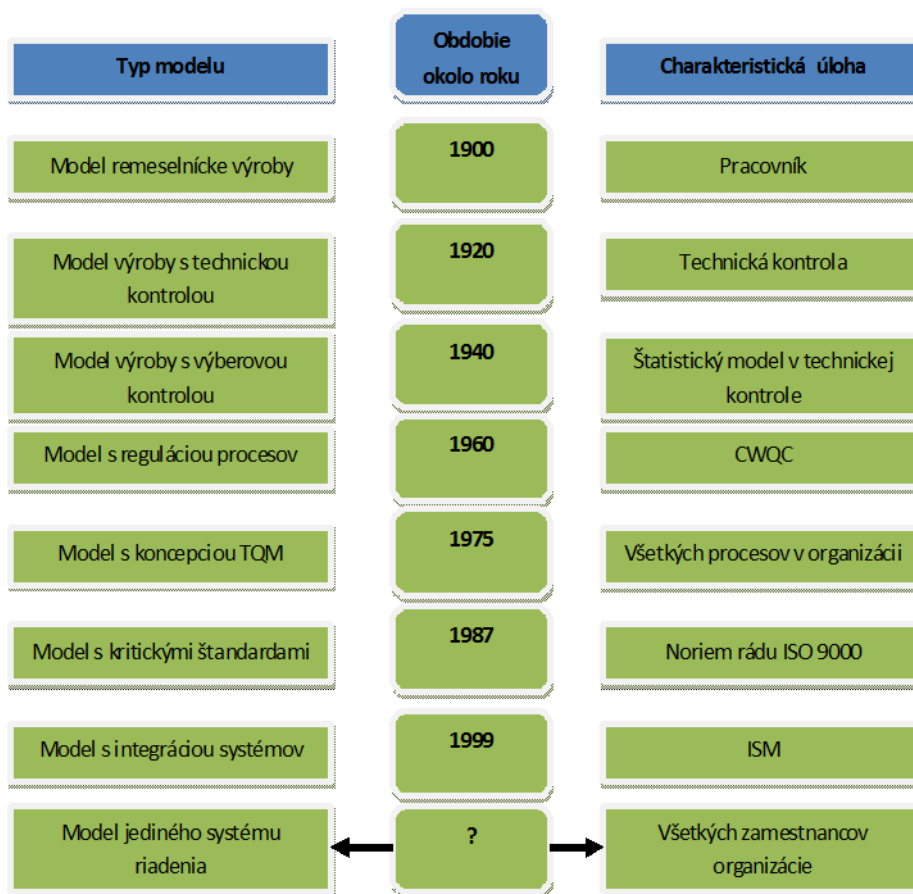 Typ modelu
Obdobie
okolo roku
Charakteristická úloha
Model remeselnícke výroby
1900
Pracovník
Model výroby s technickou
kontrolou
1920
Technická kontrola
Model výroby s výberovou
kontrolou
1940
Štatistický model v technickej
kontrole
Model s reguláciou procesov
1960
CWQC
Model s koncepciou TQM
1975
Všetkých procesov v organizácii
Model s kritickými štandardami
1987
Noriem rádu ISO 9000
Model s integráciou systémov
1999
ISM
Model jediného systému
riadenia
?
Všetkých zamestnancov
organizácie